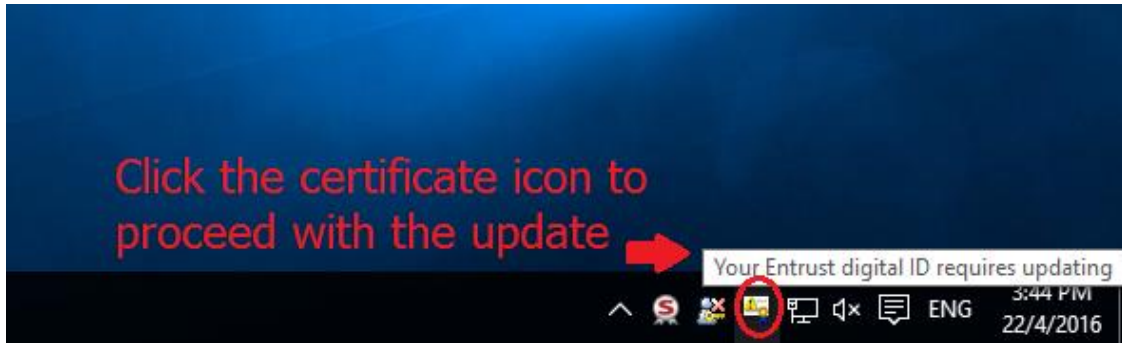 Click the certificate icon to
proceed with the update
Your Entrust digital ID requires updating
S
ENG
3:44 PM
22/4/2016